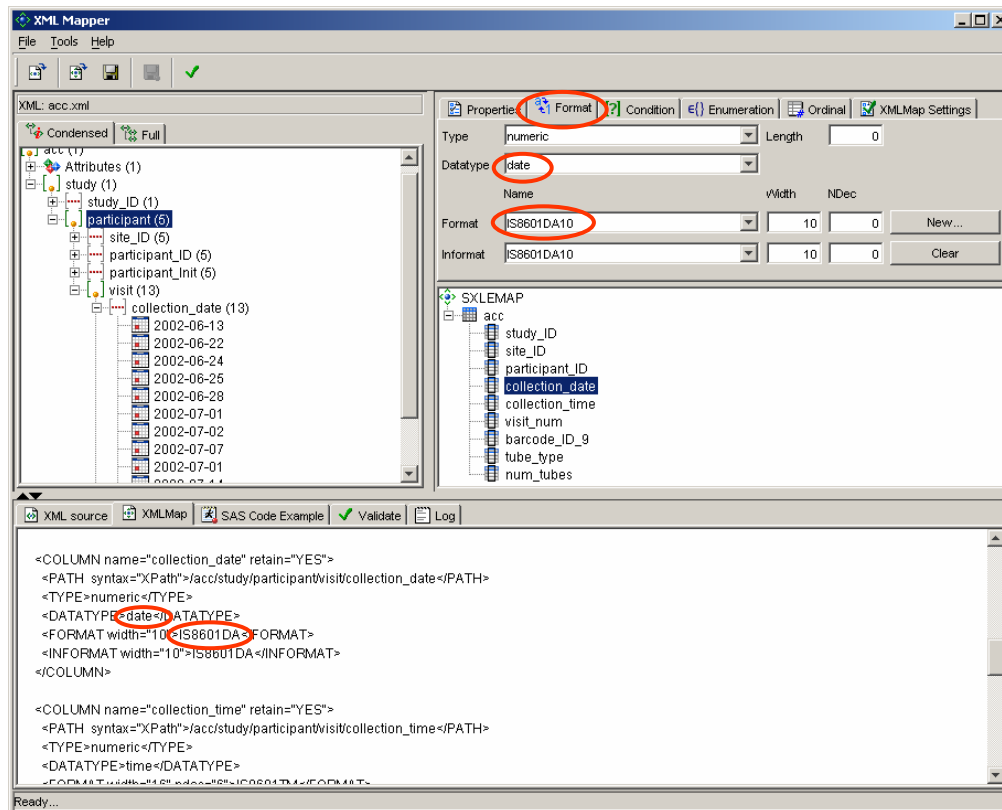 XML Mapper
File Tools Help
XML: acc.xml
Condensed Full
acc (1)
Attributes (1)
study (1)
study_ID (1)
participant (5)
site_ID (5)
participant_ID (5)
participant_Init (5)
visit (13)
collection_date (13)
2002-06-13
2002-06-22
2002-06-24
2002-06-25
2002-06-28
2002-07-01
2002-07-02
2002-07-07
2002-07-01
Properties Format Condition Enumeration Ordinal XMLMap Settings
Type numeric Length 0
Datatype date
Name Width NDec
Format IS8601DA10 10 0 New...
Informat IS8601DA10 10 0 Clear
SXLEMAP
acc
study_ID
site_ID
participant_ID
collection_date
collection_time
visit_num
barcode_ID_9
tube_type
num_tubes
XML source XMLMap SAS Code Example Validate Log
<COLUMN name="collection_date" retain="YES">
<PATH syntax="XPath">/acc/study/participant/visit/collection_date</PATH>
<TYPE>numeric</TYPE>
<DATATYPE>date</DATATYPE>
<FORMAT width="10">IS8601DA</FORMAT>
<INFORMAT width="10">IS8601DA</INFORMAT>
</COLUMN>
<COLUMN name="collection_time" retain="YES">
<PATH syntax="XPath">/acc/study/participant/visit/collection_time</PATH>
<TYPE>numeric</TYPE>
<DATATYPE>time</DATATYPE>
<FORMAT width="16" ndec="6">IS8601TM</FORMAT>
Ready...